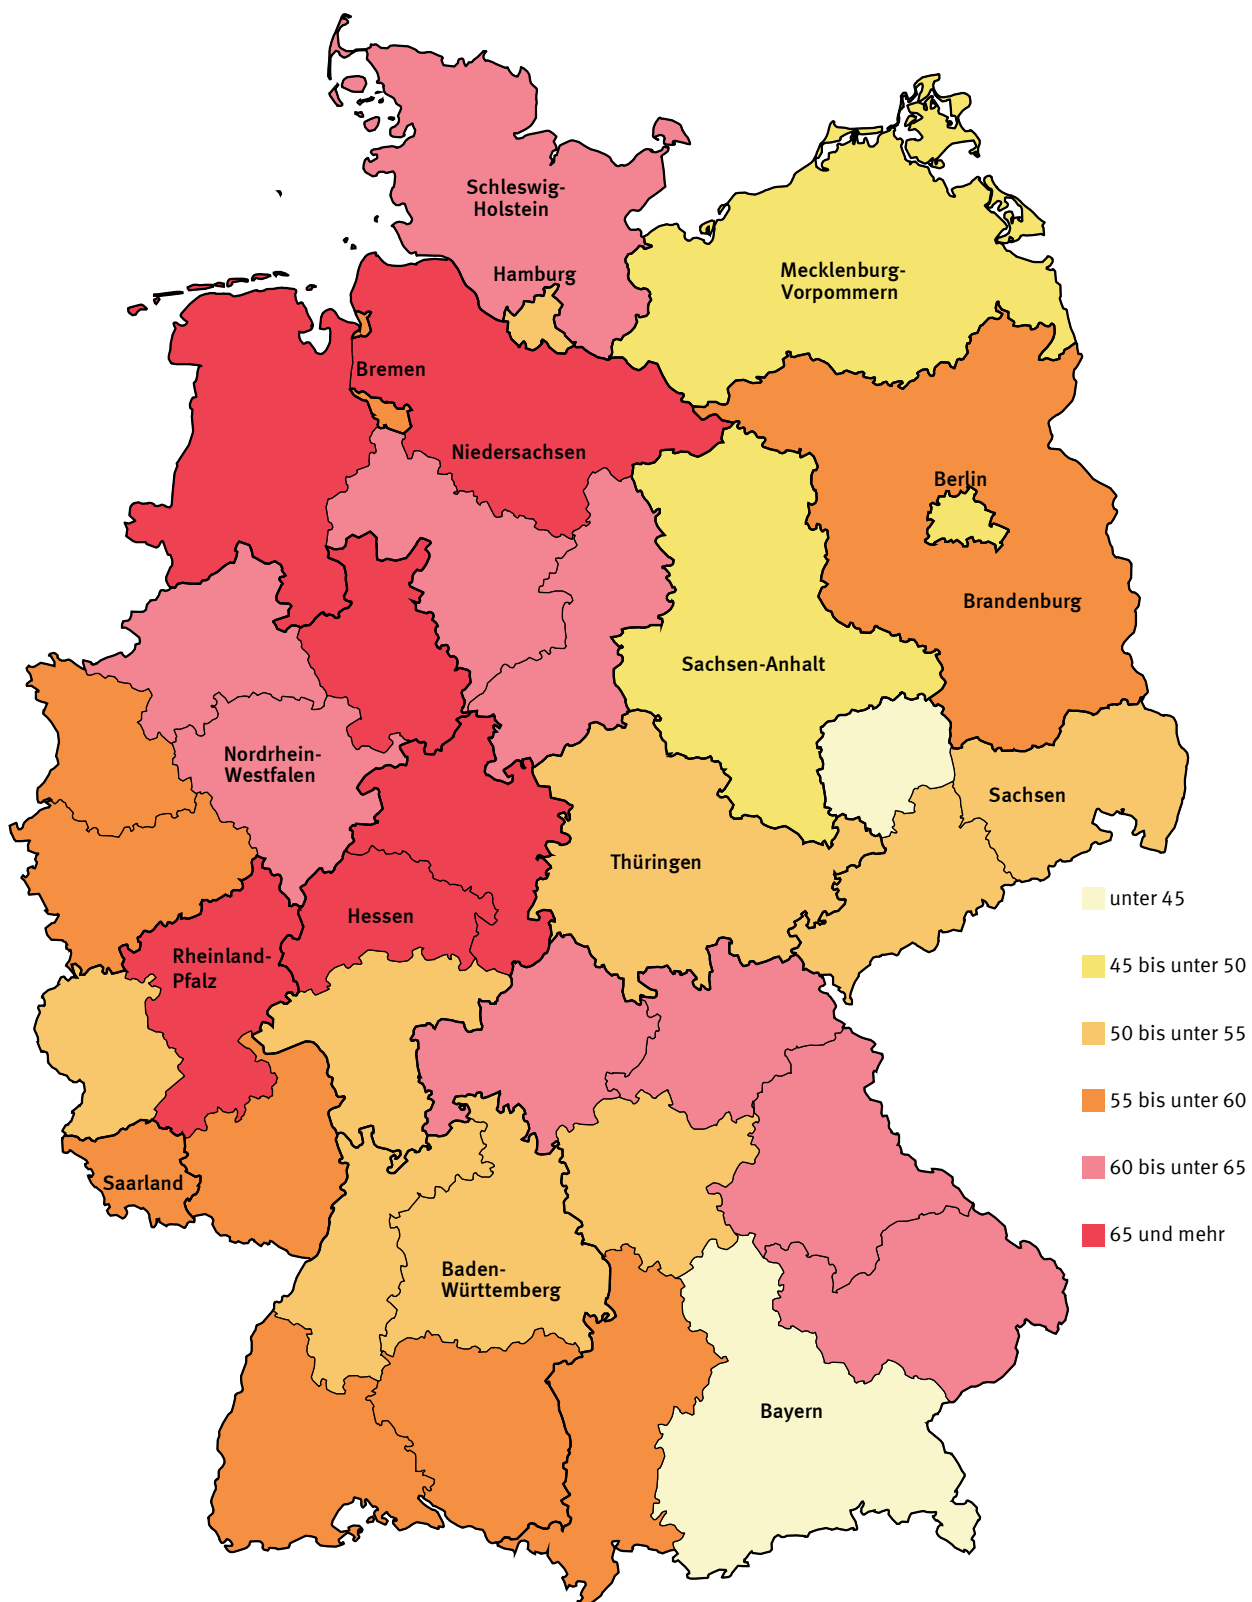 Schleswig-
Holstein
Hamburg
Mecklenburg-
Vorpommern
Bremen
Niedersachsen
Berlin
Brandenburg
Sachsen-Anhalt
Nordrhein-
Westfalen
Sachsen
Thüringen
Hessen
Rheinland-
Pfalz
Saarland
Baden-
Württemberg
Bayern
unter 45
45 bis unter 50
50 bis unter 55
55 bis unter 60
60 bis unter 65
65 und mehr